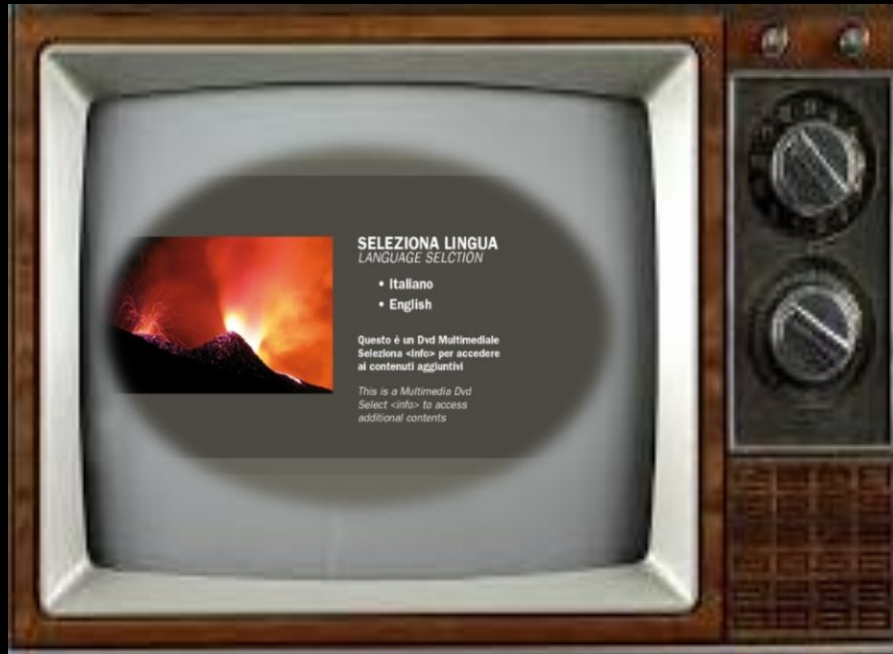 SELEZIONA LINGUA
LANGUAGE SELCTION
• Italiano
• English
Questo é un Dvd Multimediale
Seleziona <info> per accedere
ai contenuti aggiuntivi
This is a Multimedia Dvd
Select <info> to access
additional contents